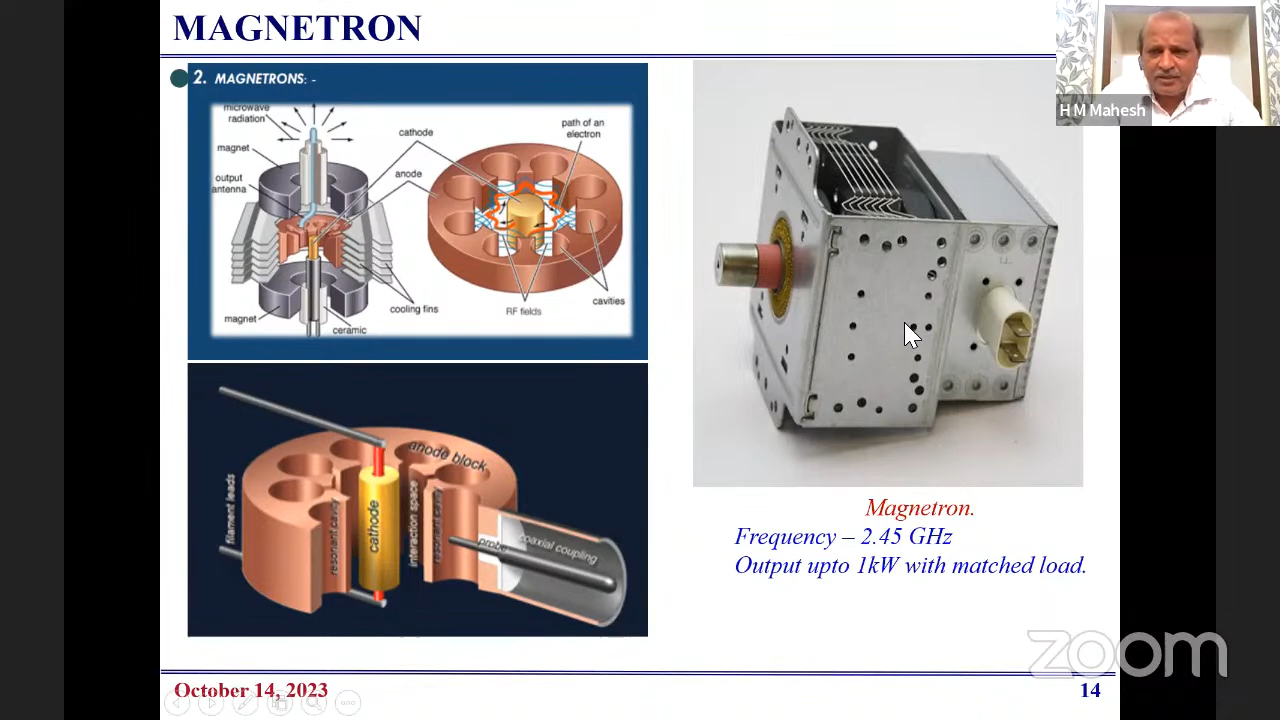 MAGNETRON
H M Mahesh
2. MAGNETRONS: -
microwave
radiation
magnet
output
antenna
magnet
cathode
anode
cooling fins
ceramic
path of an
electron
RF fields
cavities
filament leads
resonant cavity
cathode
anode block
interaction space
resonant cavity
probe
coaxial coupling
Magnetron.
Frequency – 2.45 GHz
Output upto 1kW with matched load.
zoom
October 14, 2023
14